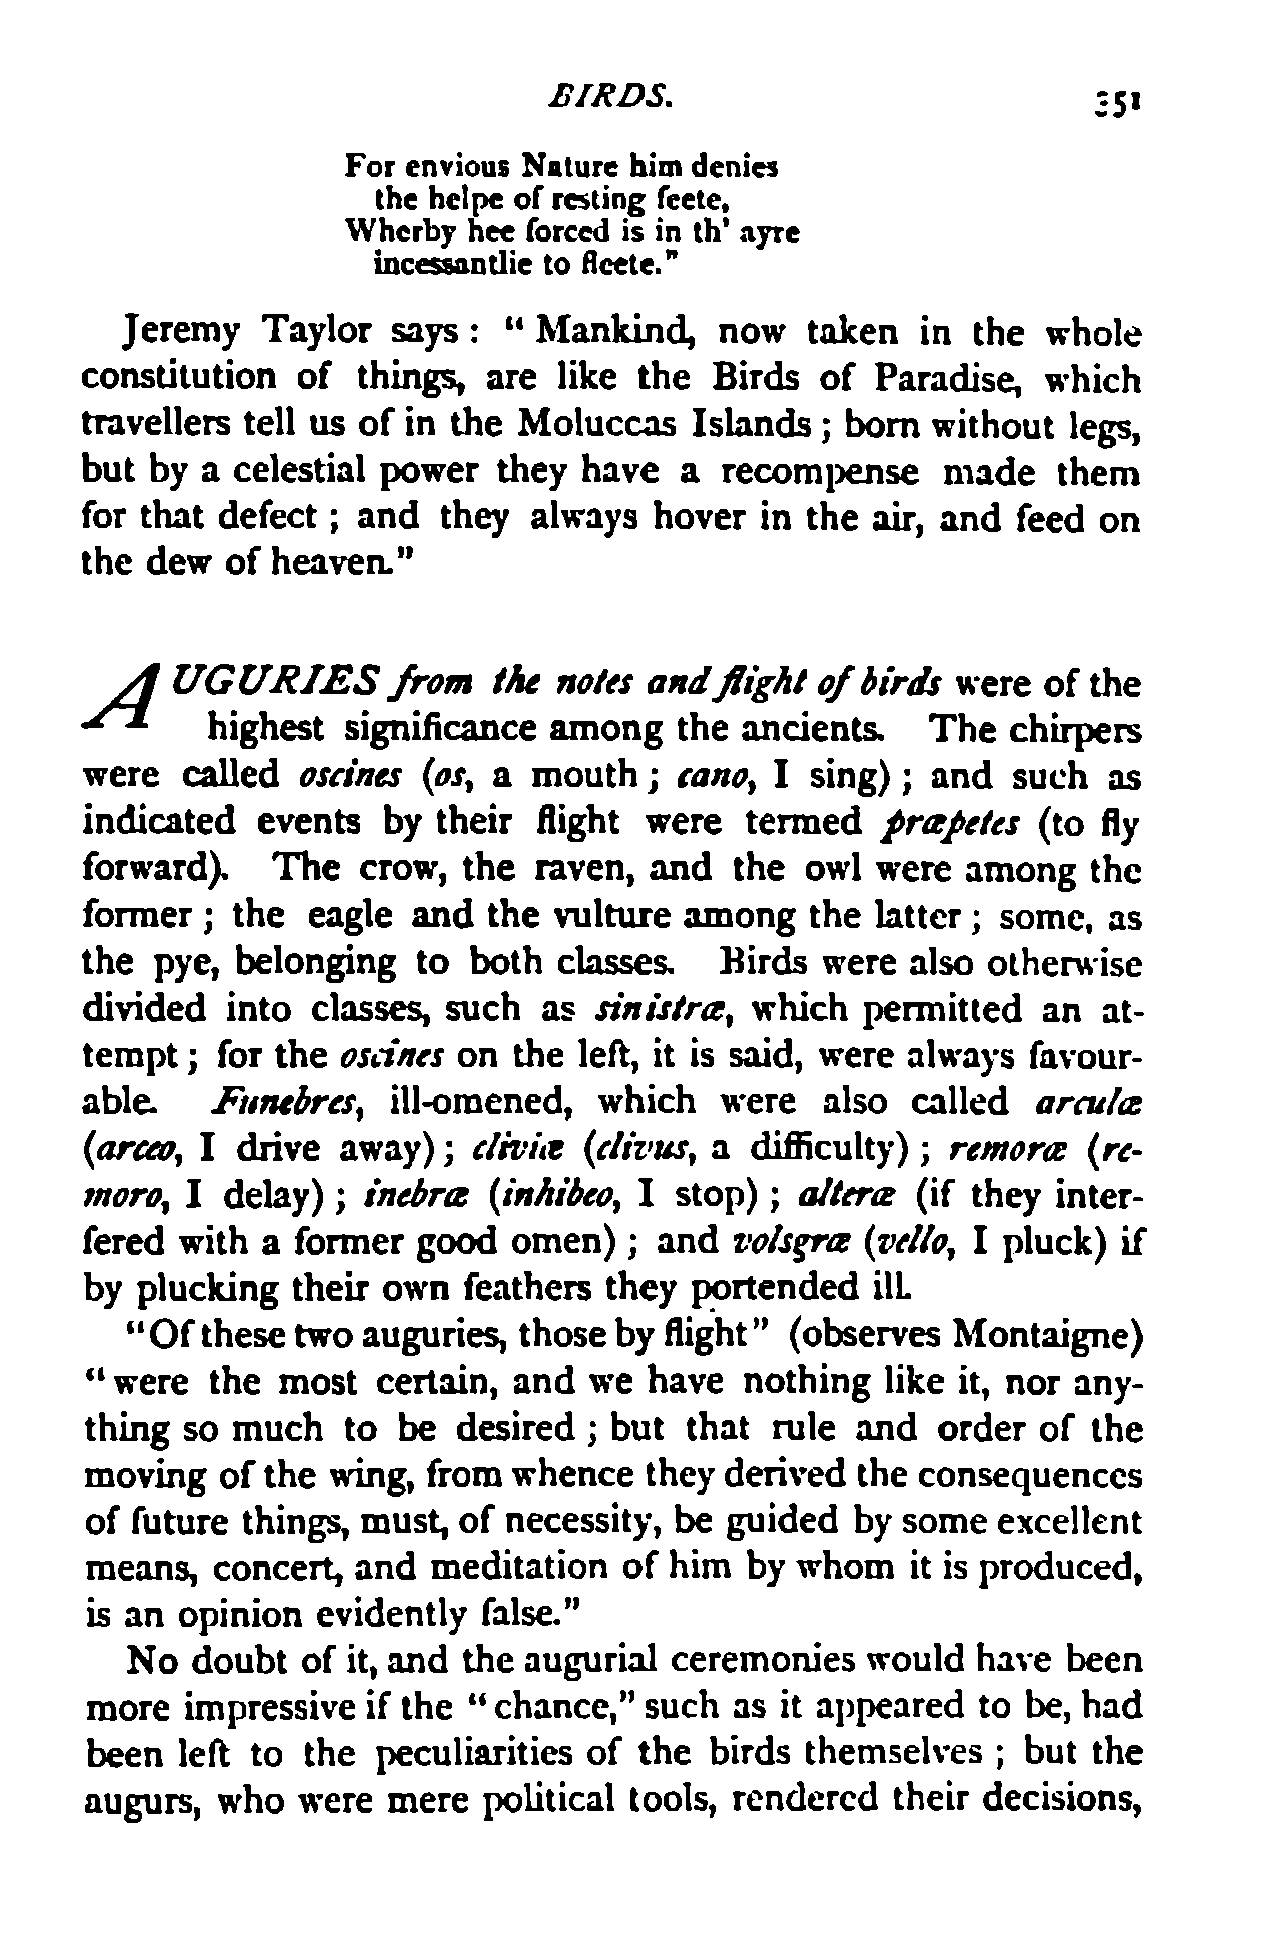 BIRDS. 351
For envious Nature him denies
the helpe of resting feete,
Wherby hee forced is in th' ayre
incessantlie to fleete."
Jeremy Taylor says : " Mankind, now taken in the whole
constitution of things, are like the Birds of Paradise, which
travellers tell us of in the Moluccas Islands ; born without legs,
but by a celestial power they have a recompense made them
for that defect ; and they always hover in the air, and feed on
the dew of heaven."
AUGURIES from the notes and flight of birds were of the
highest significance among the ancients. The chirpers
were called oscines (os, a mouth ; cano, I sing) ; and such as
indicated events by their flight were termed præpetes (to fly
forward). The crow, the raven, and the owl were among the
former ; the eagle and the vulture among the latter ; some, as
the pye, belonging to both classes. Birds were also otherwise
divided into classes, such as sinistræ, which permitted an at-
tempt ; for the oscines on the left, it is said, were always favour-
able. Funebres, ill-omened, which were also called arculæ
(arceo, I drive away) ; cliviæ (clivus, a difficulty) ; remoræ (re-
moro, I delay) ; inebræ (inhibeo, I stop) ; alteræ (if they inter-
fered with a former good omen) ; and volsgræ (vello, I pluck) if
by plucking their own feathers they portended ill.
"Of these two auguries, those by flight" (observes Montaigne)
" were the most certain, and we have nothing like it, nor any-
thing so much to be desired ; but that rule and order of the
moving of the wing, from whence they derived the consequences
of future things, must, of necessity, be guided by some excellent
means, concert, and meditation of him by whom it is produced,
is an opinion evidently false."
No doubt of it, and the augurial ceremonies would have been
more impressive if the " chance," such as it appeared to be, had
been left to the peculiarities of the birds themselves ; but the
augurs, who were mere political tools, rendered their decisions,